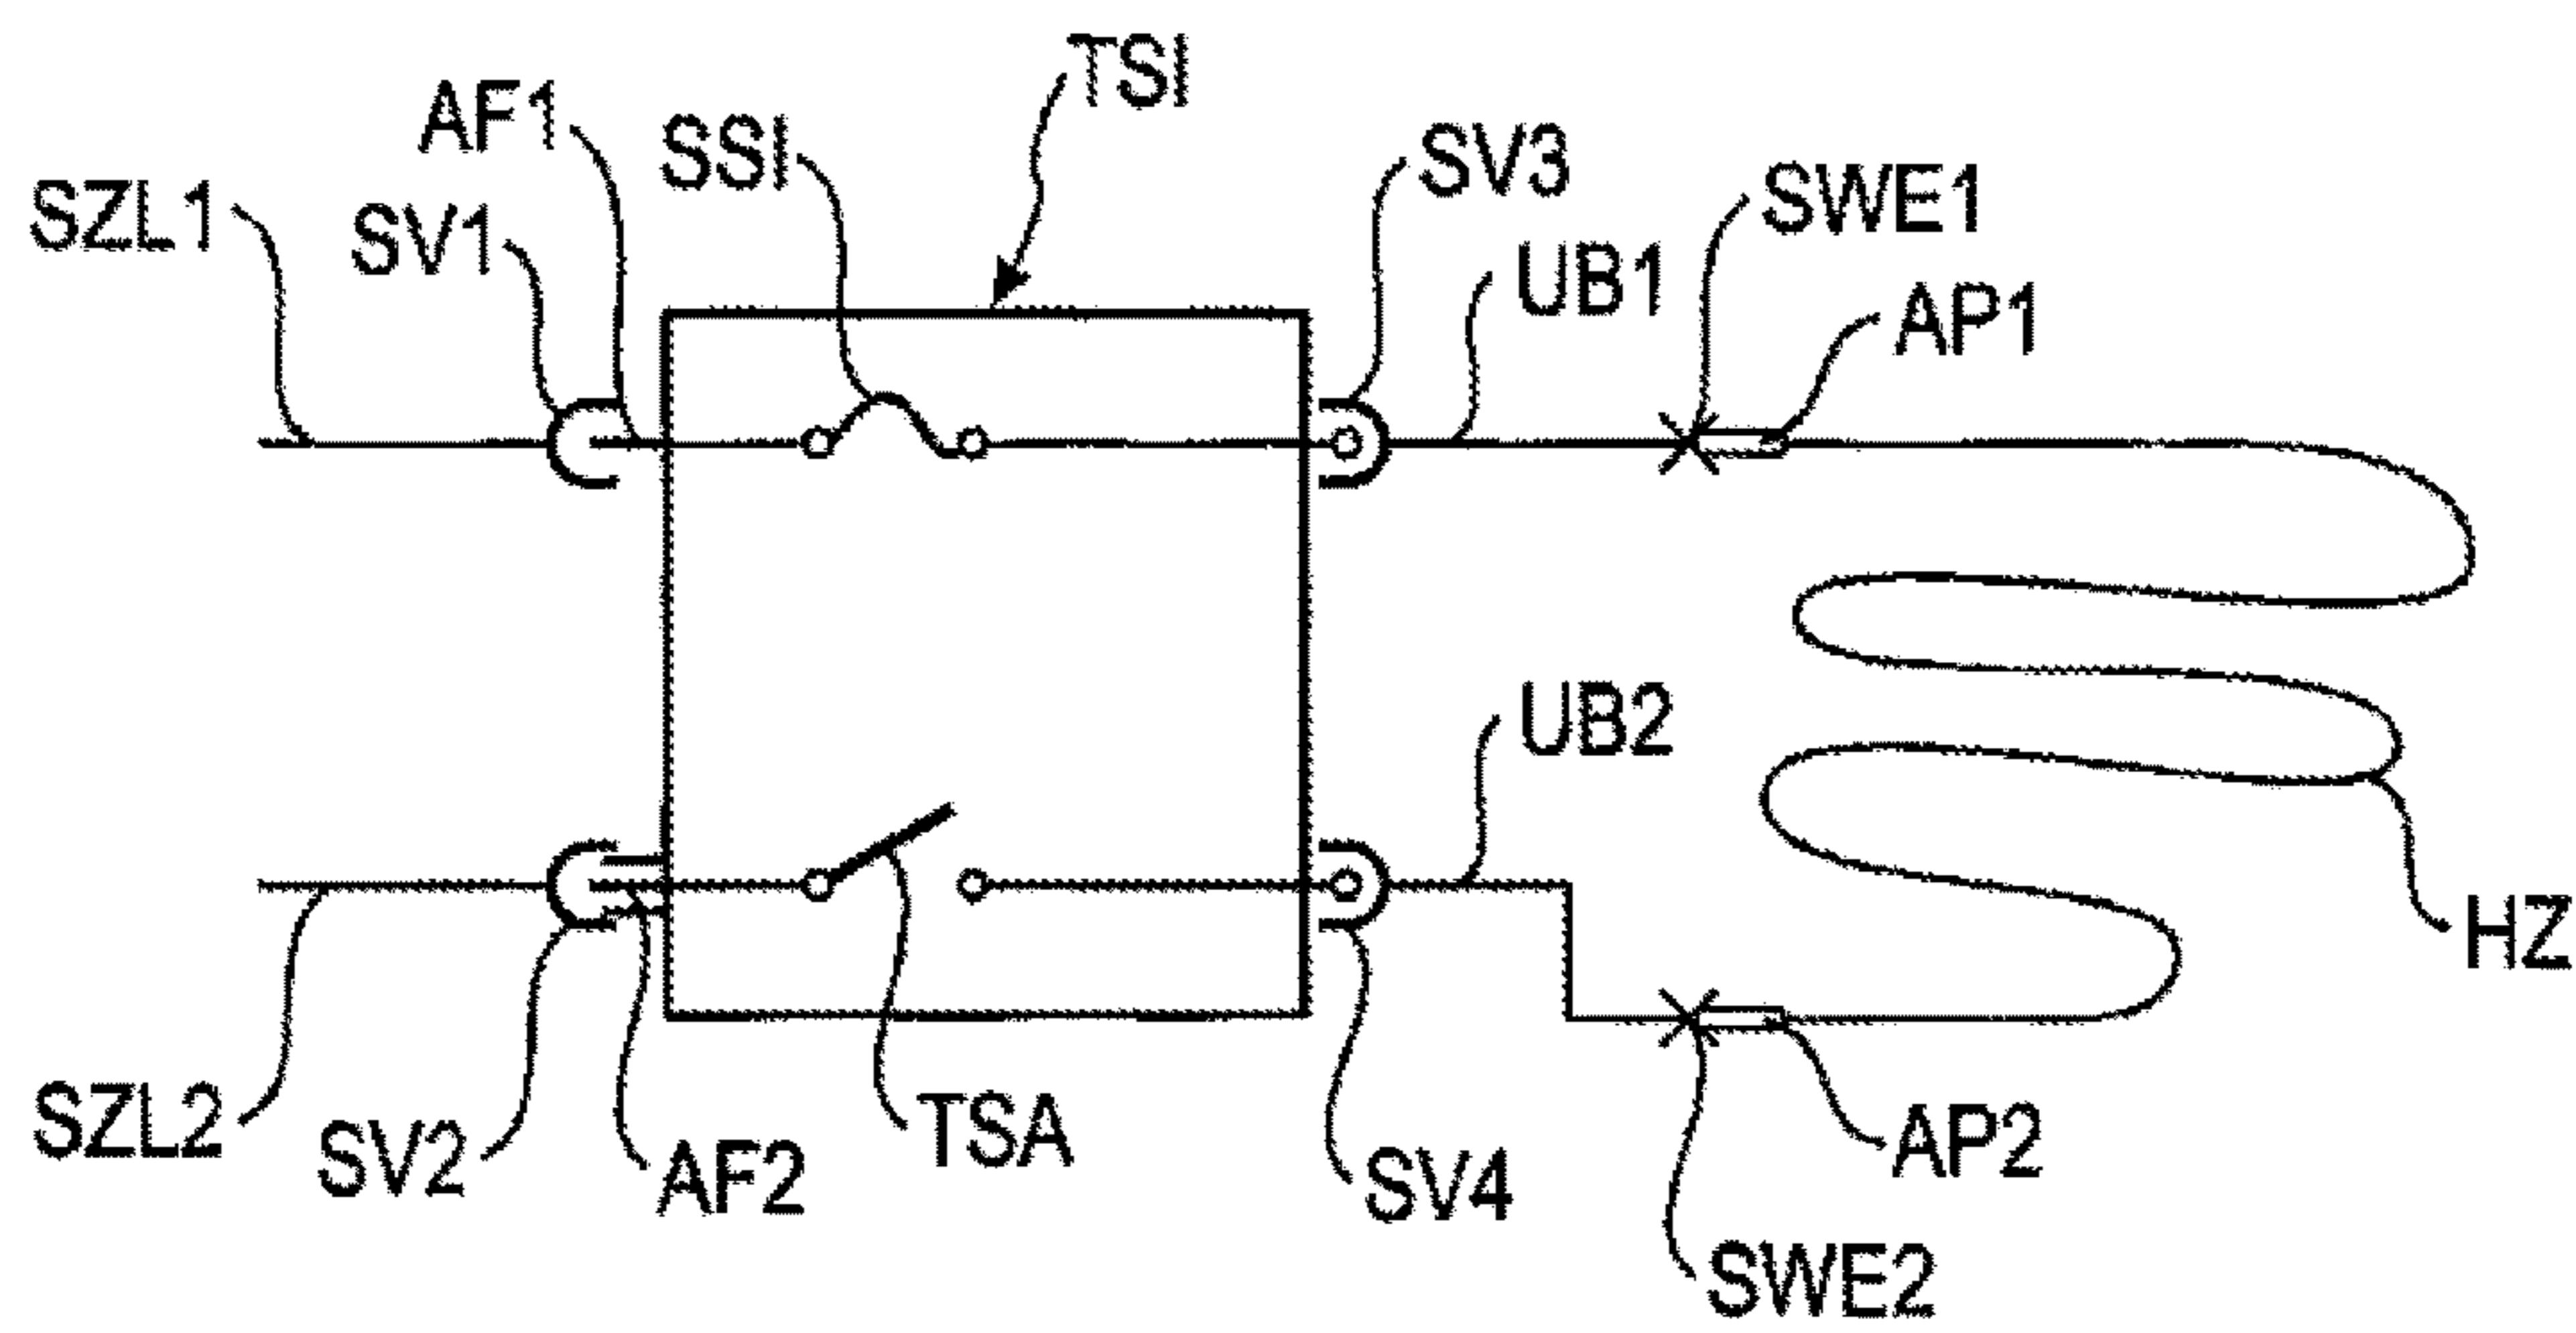 TSI
AF1
SSI
SV3
SZL1
SV1
SWE1
UB1
AP1
UB2
HZ
SZL2
SV2
AF2
TSA
SV4
AP2
SWE2